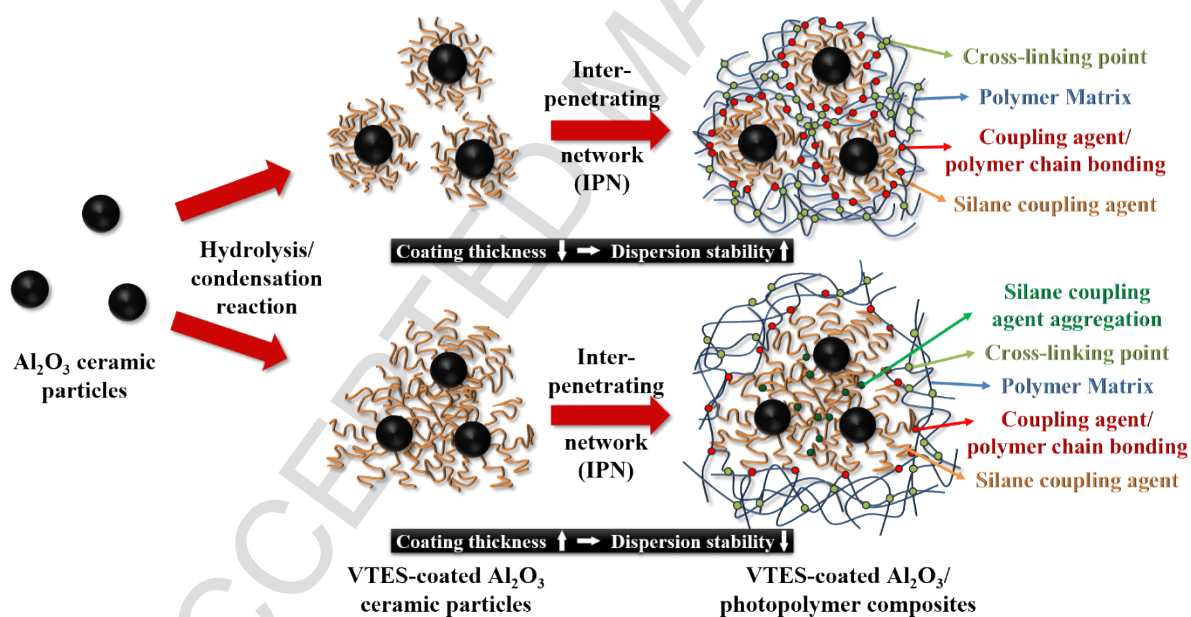 Inter-
penetrating
network
(IPN)
Cross-linking point
Polymer Matrix
Coupling agent/
polymer chain bonding
Silane coupling agent
Hydrolysis/
condensation
reaction
Al₂O₃ ceramic
particles
Coating thickness ⬇ ➡ Dispersion stability ⬆
Inter-
penetrating
network
(IPN)
Silane coupling
agent aggregation
Cross-linking point
Polymer Matrix
Coupling agent/
polymer chain bonding
Silane coupling agent
Coating thickness ⬆ ➡ Dispersion stability ⬇
VTES-coated Al₂O₃
ceramic particles
VTES-coated Al₂O₃/
photopolymer composites
CCEPTED MA